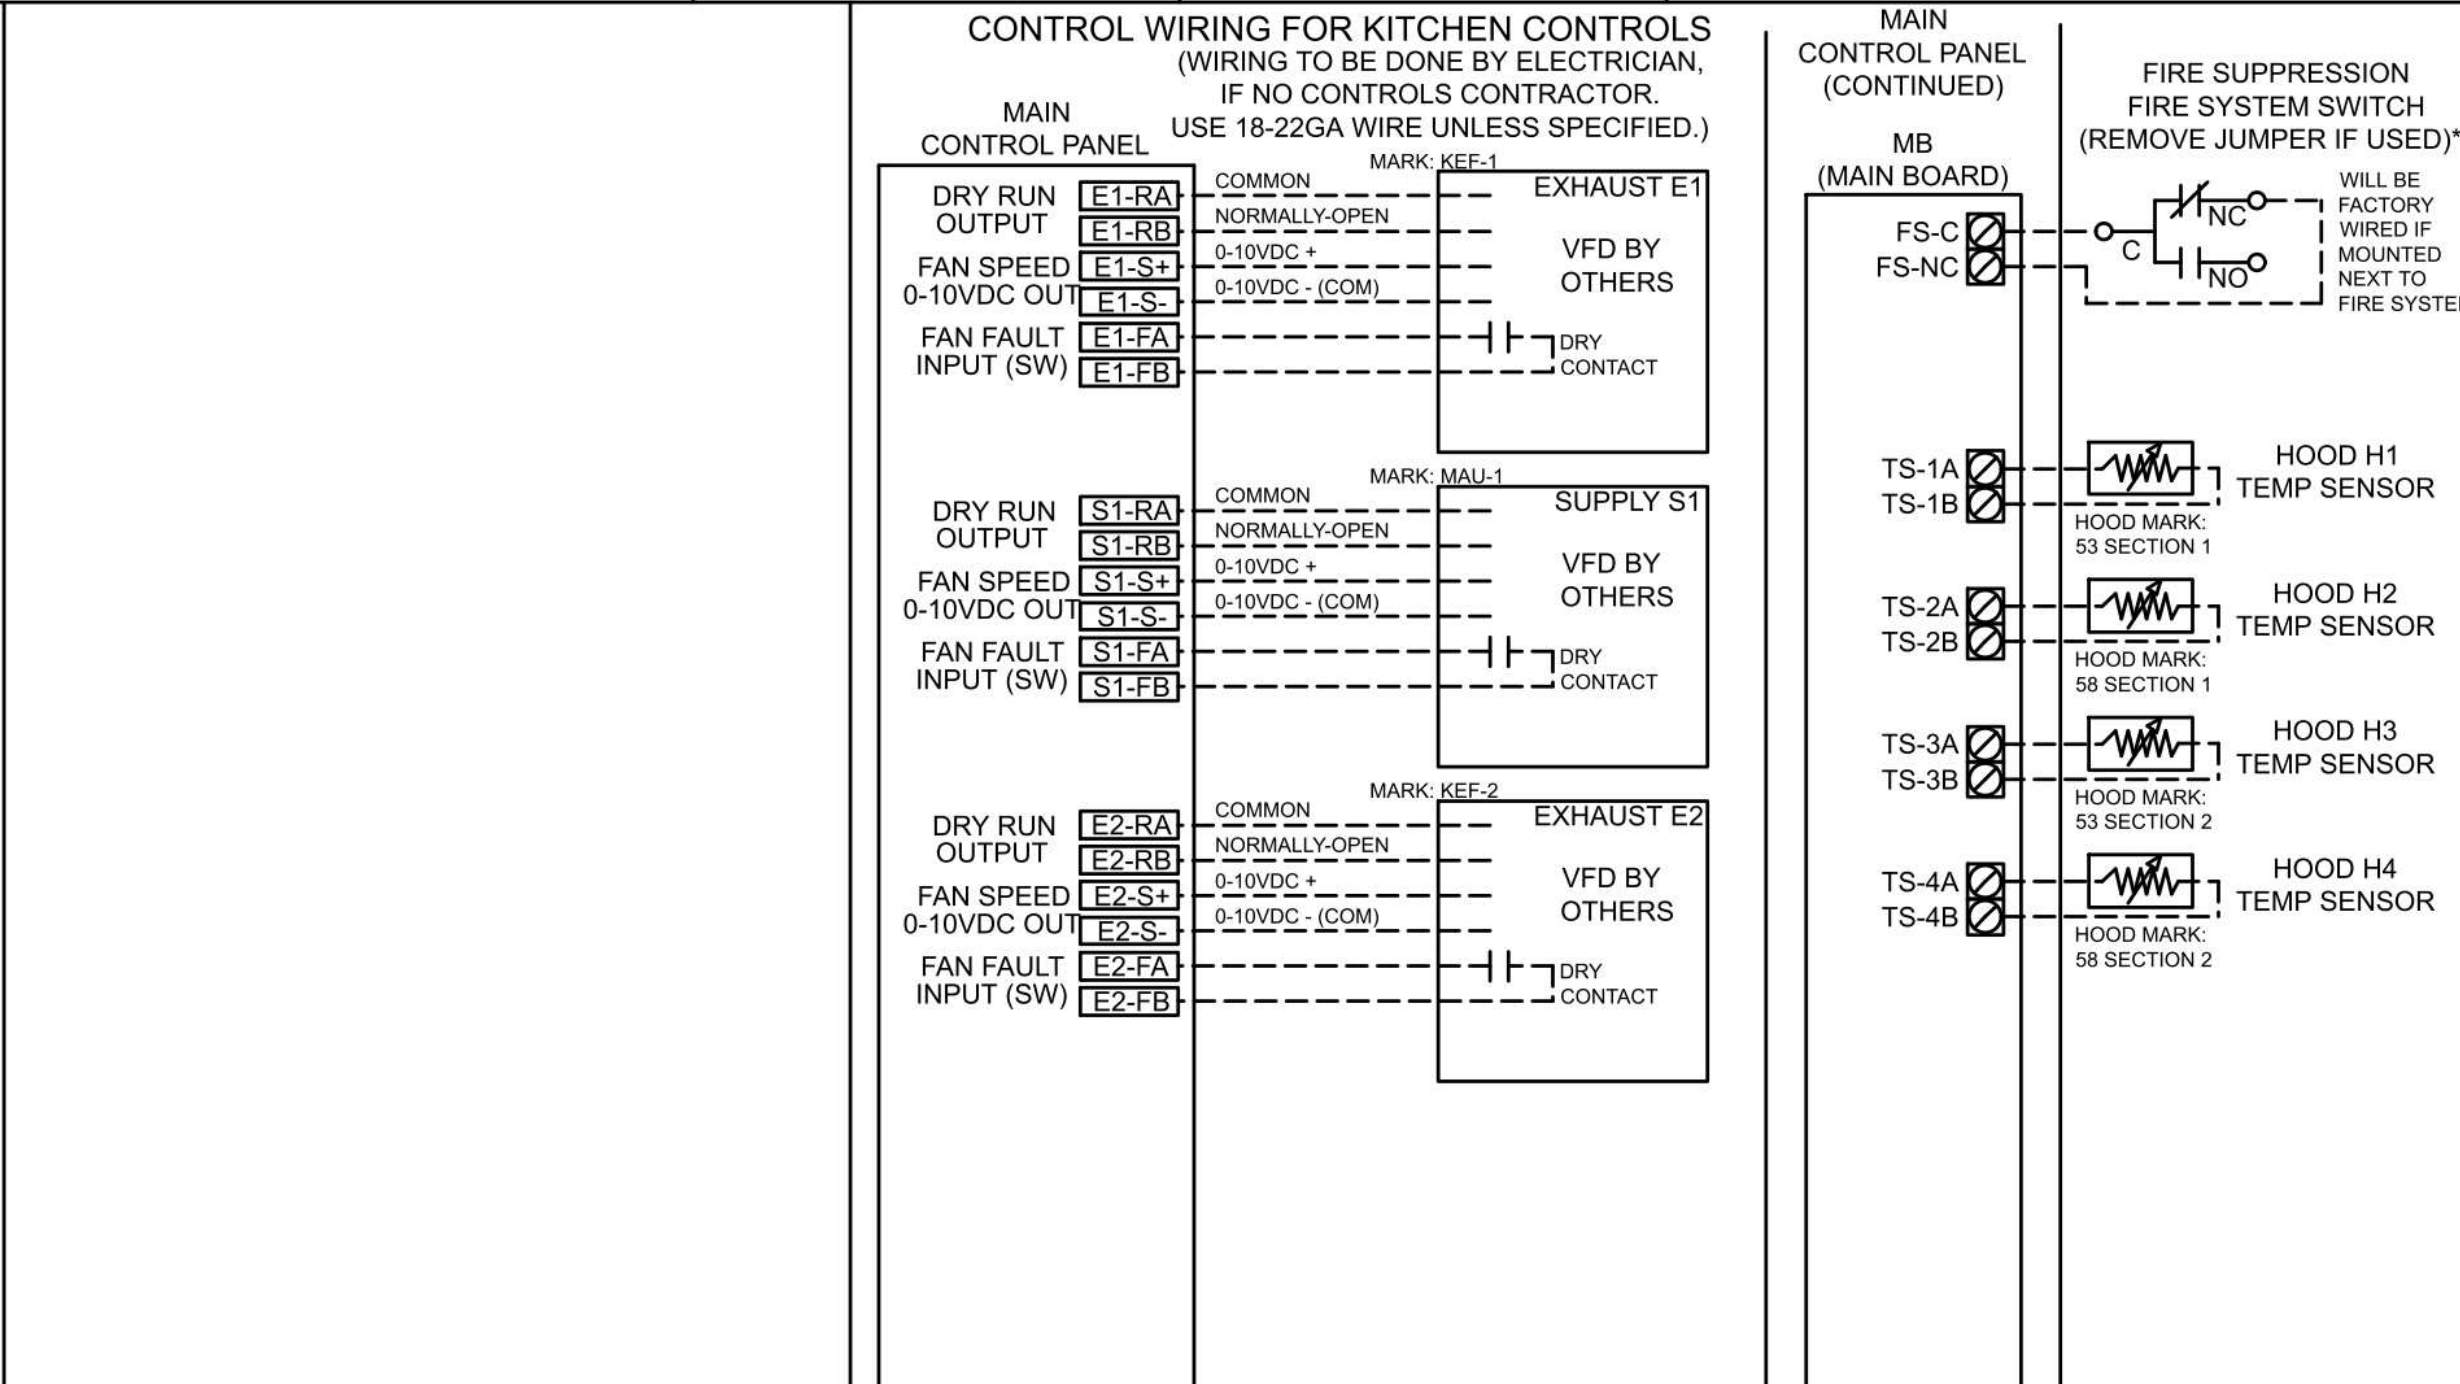 CONTROL WIRING FOR KITCHEN CONTROLS
(WIRING TO BE DONE BY ELECTRICIAN,
IF NO CONTROLS CONTRACTOR.
USE 18-22GA WIRE UNLESS SPECIFIED.)
MAIN
CONTROL PANEL
MARK: KEF-1
DRY RUN
OUTPUT
E1-RA
E1-RB
FAN SPEED
0-10VDC OUT
E1-S+
E1-S-
FAN FAULT
INPUT (SW)
E1-FA
E1-FB
COMMON
NORMALLY-OPEN
0-10VDC +
0-10VDC - (COM)
EXHAUST E1
VFD BY
OTHERS
DRY
CONTACT
MARK: MAU-1
DRY RUN
OUTPUT
S1-RA
S1-RB
FAN SPEED
0-10VDC OUT
S1-S+
S1-S-
FAN FAULT
INPUT (SW)
S1-FA
S1-FB
COMMON
NORMALLY-OPEN
0-10VDC +
0-10VDC - (COM)
SUPPLY S1
VFD BY
OTHERS
DRY
CONTACT
MARK: KEF-2
DRY RUN
OUTPUT
E2-RA
E2-RB
FAN SPEED
0-10VDC OUT
E2-S+
E2-S-
FAN FAULT
INPUT (SW)
E2-FA
E2-FB
COMMON
NORMALLY-OPEN
0-10VDC +
0-10VDC - (COM)
EXHAUST E2
VFD BY
OTHERS
DRY
CONTACT
MAIN
CONTROL PANEL
(CONTINUED)
MB
(MAIN BOARD)
FS-C
FS-NC
FIRE SUPPRESSION
FIRE SYSTEM SWITCH
(REMOVE JUMPER IF USED)*
C
NC
NO
WILL BE
FACTORY
WIRED IF
MOUNTED
NEXT TO
FIRE SYSTE
TS-1A
TS-1B
HOOD H1
TEMP SENSOR
HOOD MARK:
53 SECTION 1
TS-2A
TS-2B
HOOD H2
TEMP SENSOR
HOOD MARK:
58 SECTION 1
TS-3A
TS-3B
HOOD H3
TEMP SENSOR
HOOD MARK:
53 SECTION 2
TS-4A
TS-4B
HOOD H4
TEMP SENSOR
HOOD MARK:
58 SECTION 2